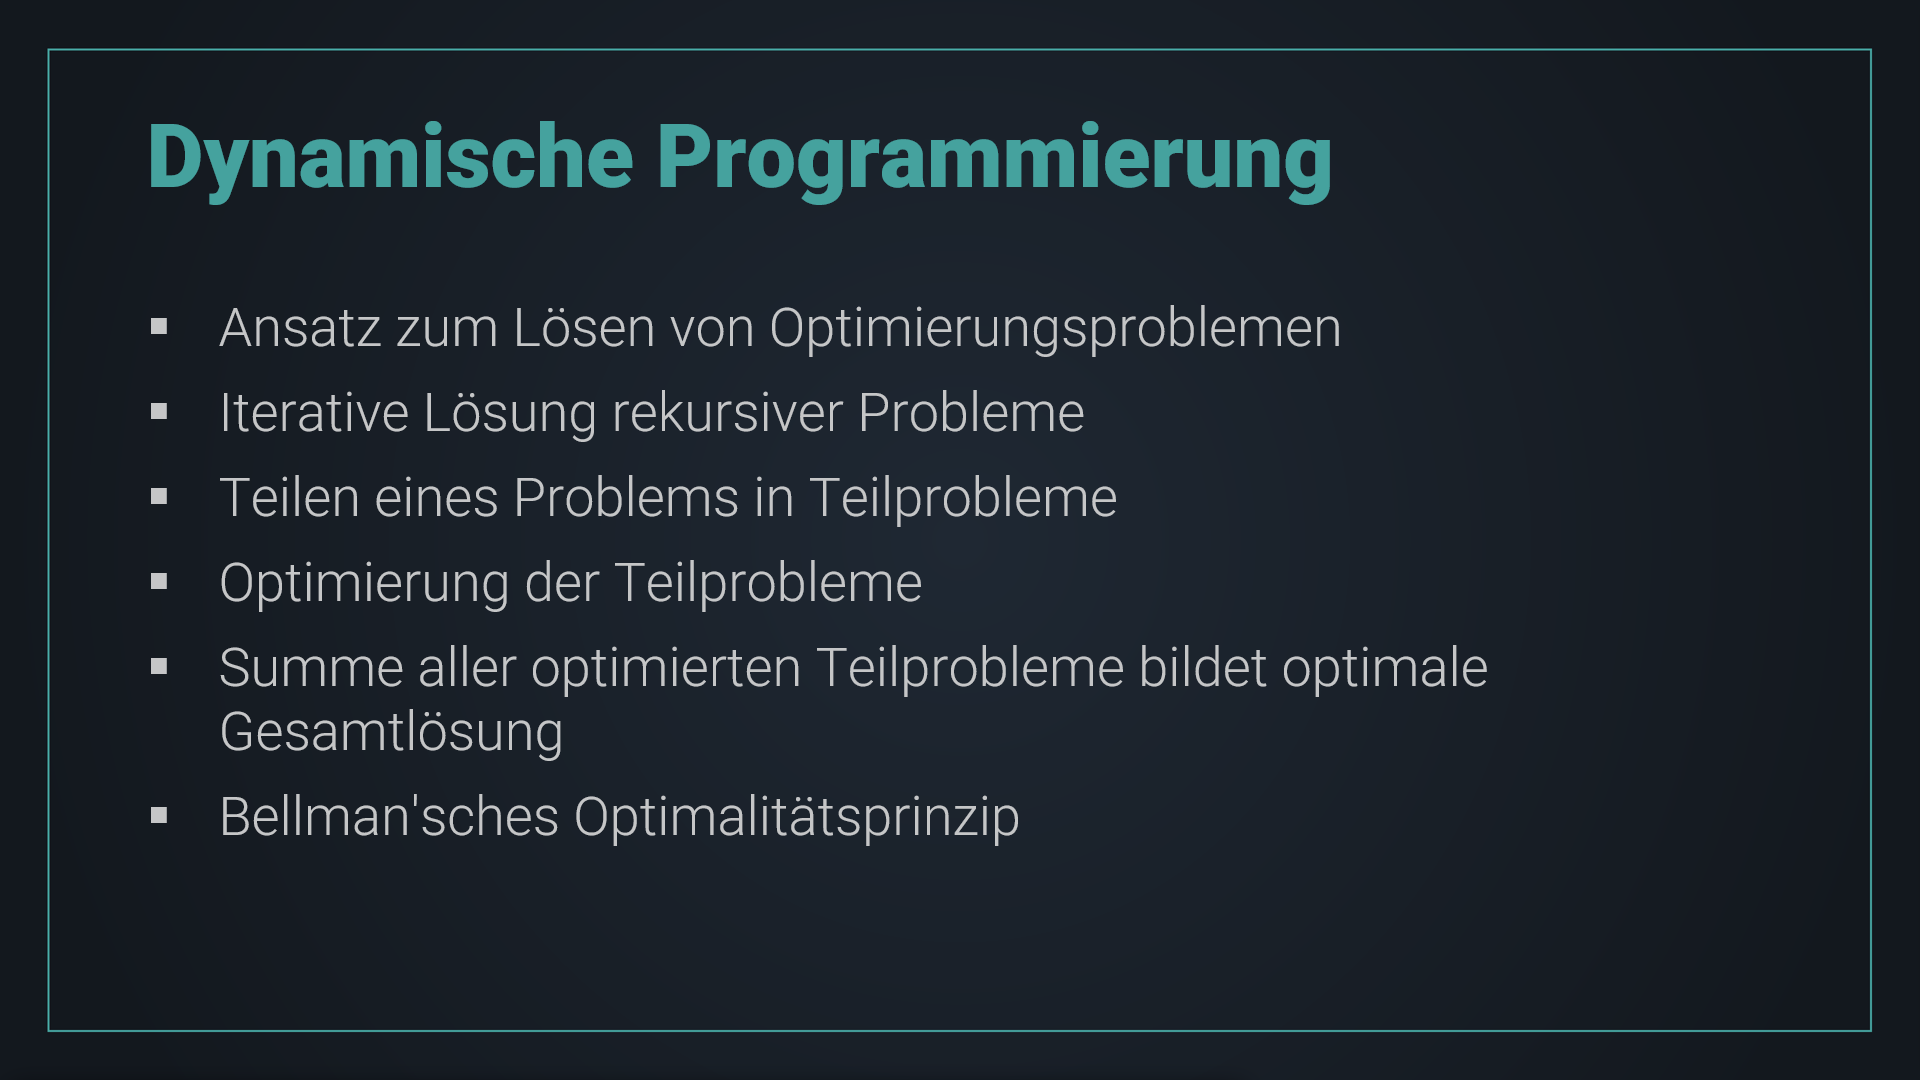 Dynamische Programmierung
▪ Ansatz zum Lösen von Optimierungsproblemen
▪ Iterative Lösung rekursiver Probleme
▪ Teilen eines Problems in Teilprobleme
▪ Optimierung der Teilprobleme
▪ Summe aller optimierten Teilprobleme bildet optimale
Gesamtlösung
▪ Bellman'sches Optimalitätsprinzip